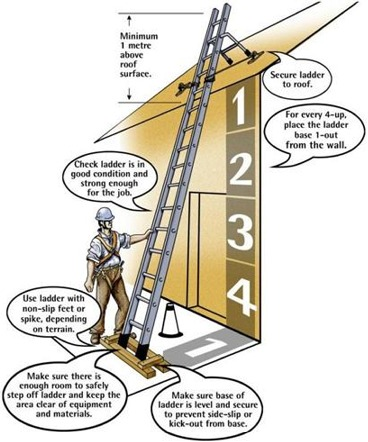 Minimum
1 metre
above
roof
surface.
Secure ladder
to roof.
1
For every 4-up,
place the ladder
base 1-out
from the wall.
2
Check ladder is in
good condition and
strong enough
for the job.
3
4
Use ladder with
non-slip feet or
spike, depending
on terrain.
1
Make sure there is
enough room to safely
step off ladder and keep the
area clear of equipment
and materials.
Make sure base of
ladder is level and secure
to prevent side-slip or
kick-out from base.